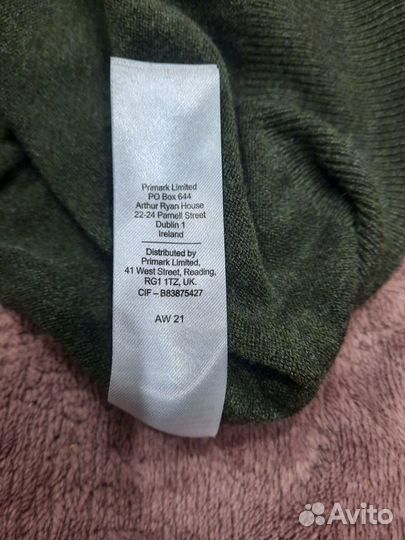 Primark Limited
PO Box 644
Arthur Ryan House
22-24 Parnell Street
Dublin 1
Ireland
Distributed by
Primark Limited,
41 West Street, Reading,
RG1 1TZ, UK.
CIF – B83875427
AW 21
Avito